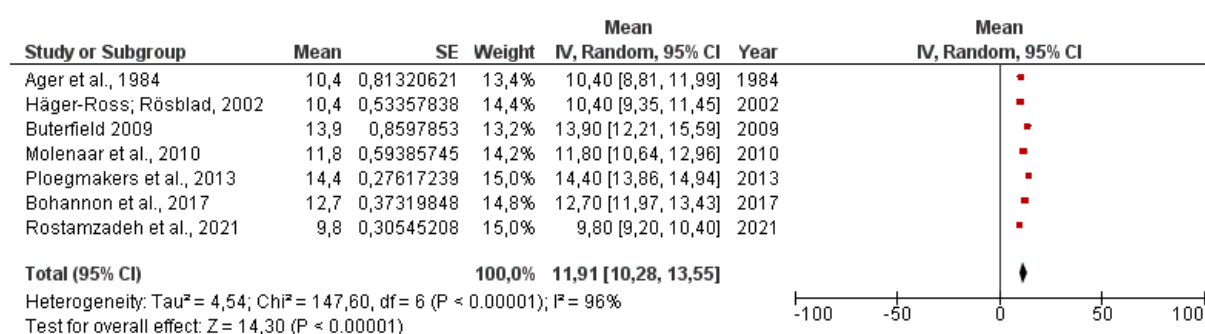 Mean Mean
Study or Subgroup Mean SE Weight IV, Random, 95% CI Year IV, Random, 95% CI
Ager et al., 1984 10,4 0,81320621 13,4% 10,40 [8,81, 11,99] 1984
Häger-Ross; Rösblad, 2002 10,4 0,53357838 14,4% 10,40 [9,35, 11,45] 2002
Buterfield 2009 13,9 0,8597853 13,2% 13,90 [12,21, 15,59] 2009
Molenaar et al., 2010 11,8 0,59385745 14,2% 11,80 [10,64, 12,96] 2010
Ploegmakers et al., 2013 14,4 0,27617239 15,0% 14,40 [13,86, 14,94] 2013
Bohannon et al., 2017 12,7 0,37319848 14,8% 12,70 [11,97, 13,43] 2017
Rostamzadeh et al., 2021 9,8 0,30545208 15,0% 9,80 [9,20, 10,40] 2021
Total (95% CI) 100,0% 11,91 [10,28, 13,55]
Heterogeneity: Tau² = 4,54; Chi² = 147,60, df = 6 (P < 0.00001); I² = 96%
Test for overall effect: Z = 14,30 (P < 0.00001)
-100 -50 0 50 100